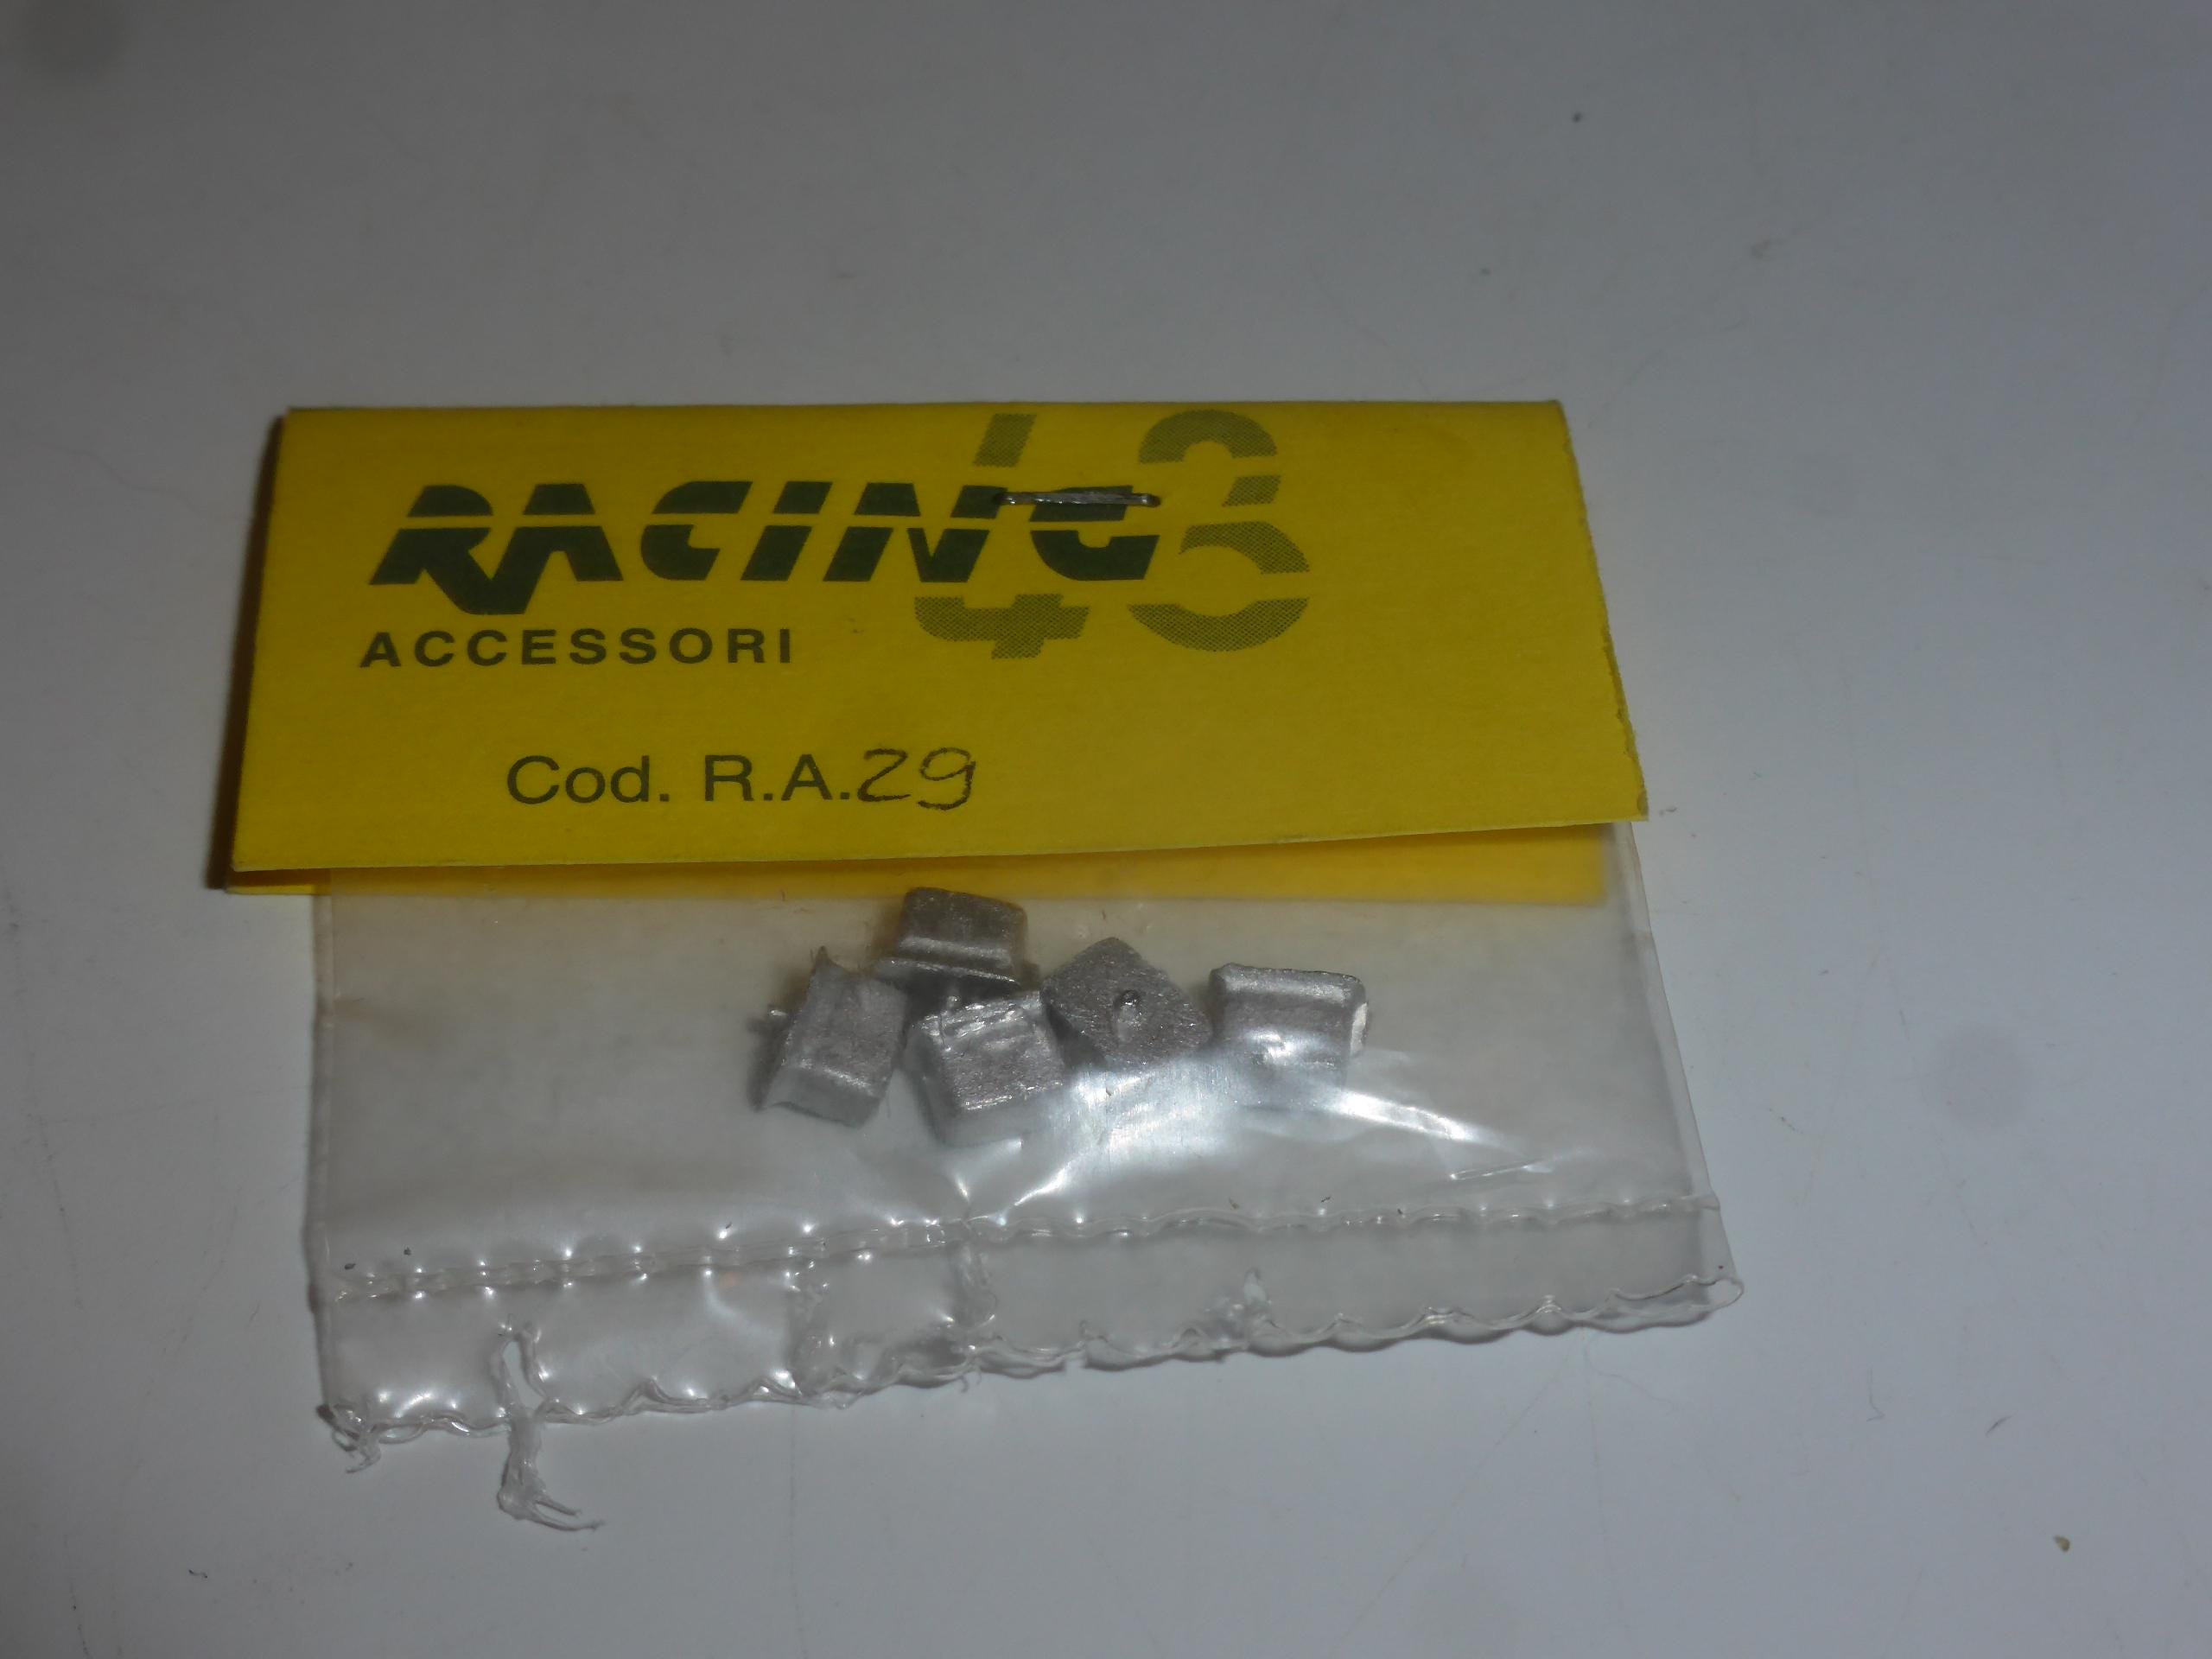 RACING 43
ACCESSORI
Cod. R.A.29